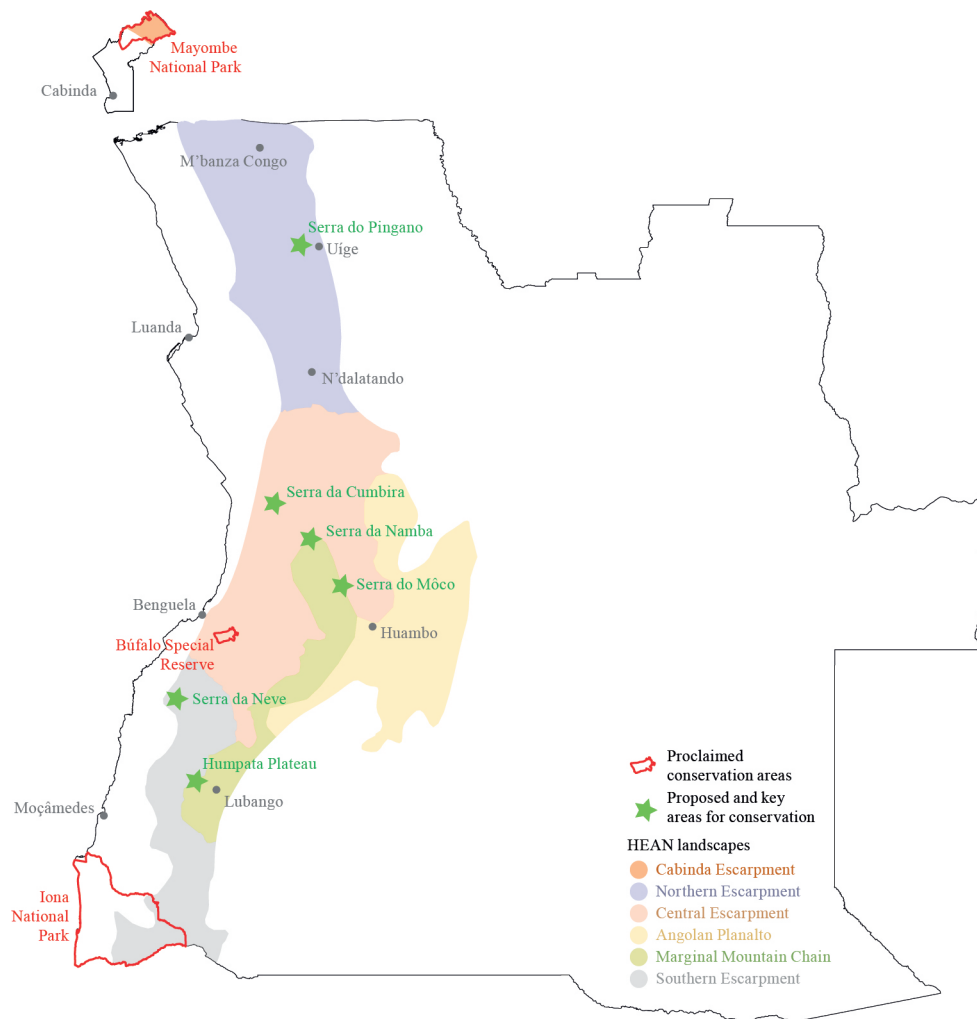 Mayombe
National Park
Cabinda
M'banza Congo
Serra do Pingano
Uíge
Luanda
N'dalatando
Serra da Cumbira
Serra da Namba
Serra do Môco
Benguela
Huambo
Búfalo Special
Reserve
Serra da Neve
Humpata Plateau
Lubango
Moçâmedes
Iona
National
Park
Proclaimed
conservation areas
Proposed and key
areas for conservation
HEAN landscapes
Cabinda Escarpment
Northern Escarpment
Central Escarpment
Angolan Planalto
Marginal Mountain Chain
Southern Escarpment